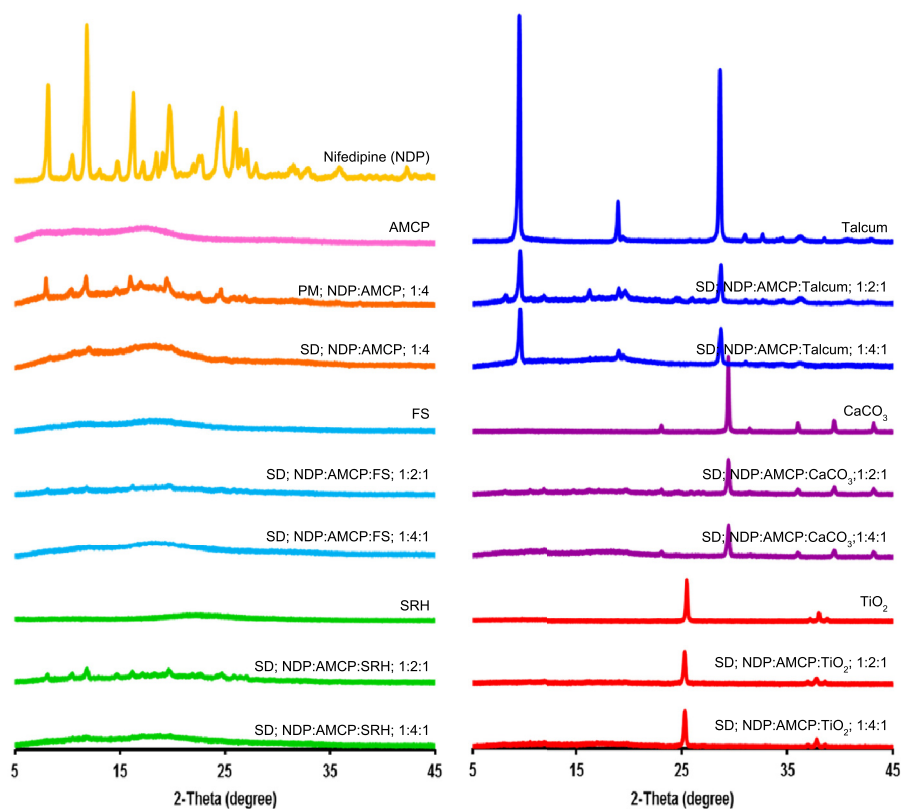 Nifedipine (NDP)
AMCP
PM; NDP:AMCP; 1:4
SD; NDP:AMCP; 1:4
FS
SD; NDP:AMCP:FS; 1:2:1
SD; NDP:AMCP:FS; 1:4:1
SRH
SD; NDP:AMCP:SRH; 1:2:1
SD; NDP:AMCP:SRH; 1:4:1
5 15 25 35 45
2-Theta (degree)
Talcum
SD; NDP:AMCP:Talcum; 1:2:1
SD; NDP:AMCP:Talcum; 1:4:1
CaCO₃
SD; NDP:AMCP:CaCO₃;1:2:1
SD; NDP:AMCP:CaCO₃;1:4:1
TiO₂
SD; NDP:AMCP:TiO₂; 1:2:1
SD; NDP:AMCP:TiO₂; 1:4:1
5 15 25 35 45
2-Theta (degree)